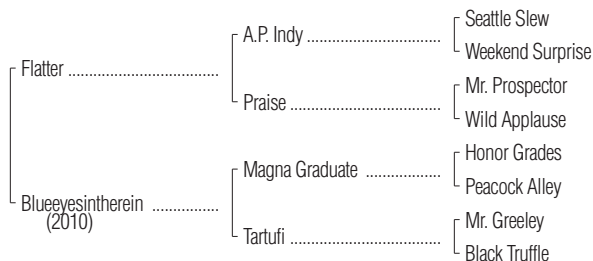 Seattle Slew
A.P. Indy ..............................
Weekend Surprise
Flatter ..................................
Mr. Prospector
Praise ..................................
Wild Applause
Honor Grades
Magna Graduate ................
Peacock Alley
Blueeyesintherein ...............
(2010)
Mr. Greeley
Tartufi ..................................
Black Truffle